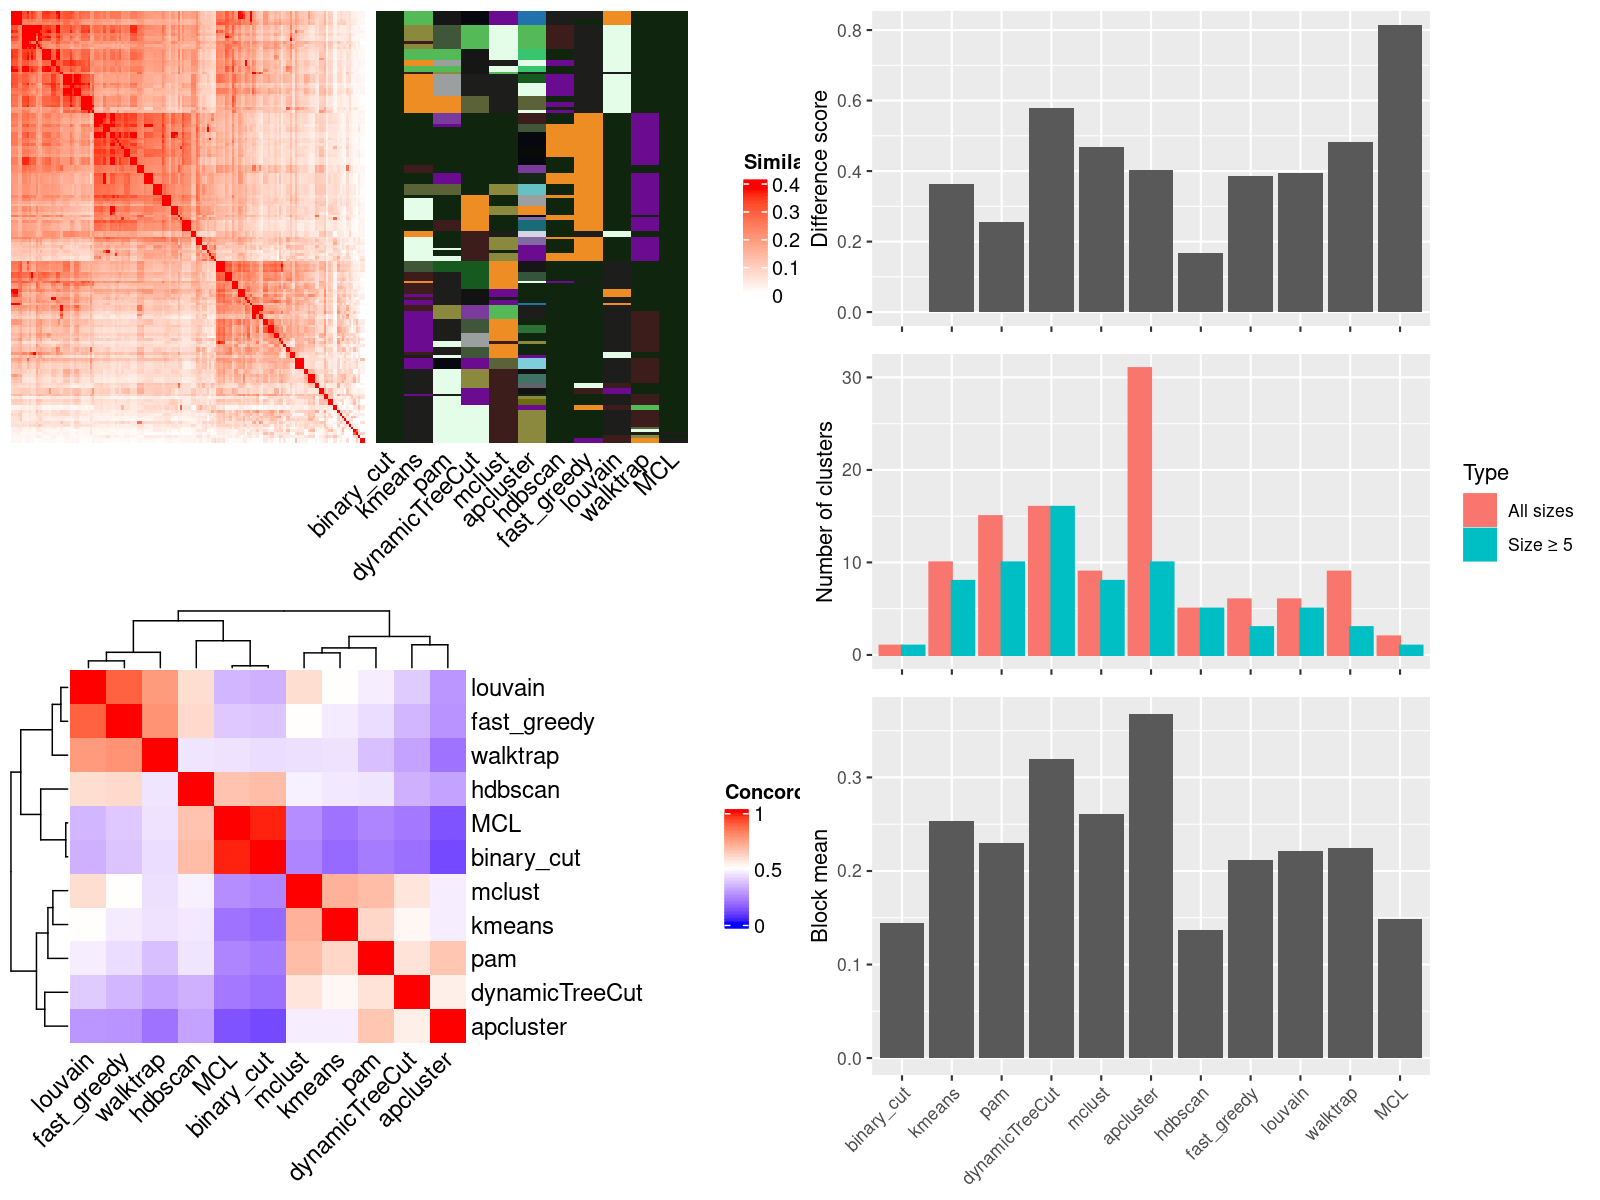 Simila
0.4
0.3
0.2
0.1
0
binary_cut
kmeans
pam
dynamicTreeCut
mclust
apcluster
hdbscan
fast_greedy
louvain
walktrap
MCL
louvain
fast_greedy
walktrap
hdbscan
MCL
binary_cut
mclust
kmeans
pam
dynamicTreeCut
apcluster
louvain
fast_greedy
walktrap
hdbscan
MCL
binary_cut
mclust
kmeans
pam
dynamicTreeCut
apcluster
Concord
1
0.5
0
Difference score
0.8
0.6
0.4
0.2
0.0
Number of clusters
30
20
10
0
Type
All sizes
Size ≥ 5
Block mean
0.3
0.2
0.1
0.0
binary_cut
kmeans
pam
dynamicTreeCut
mclust
apcluster
hdbscan
fast_greedy
louvain
walktrap
MCL